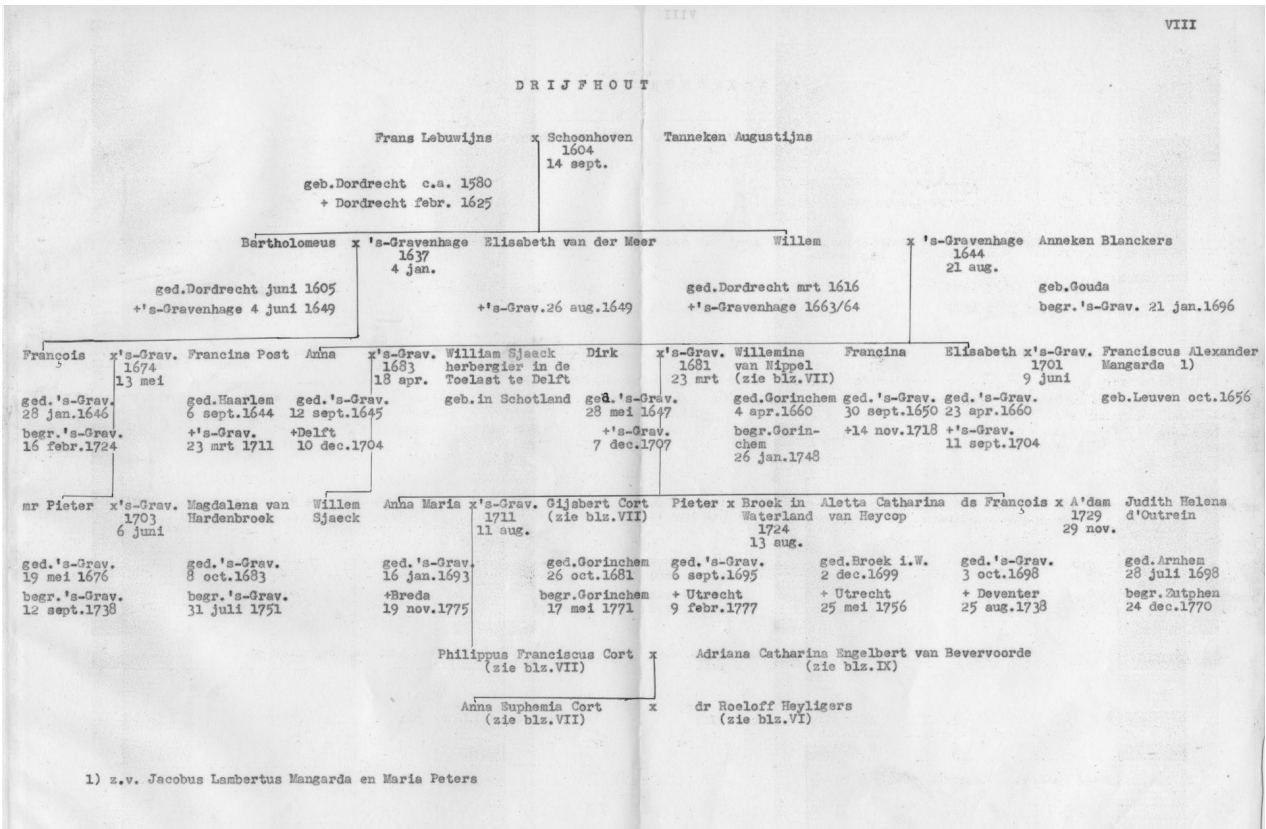 VIII
D R I J F H O U T
Frans Lebuwijns x Schoonhoven Tanneken Augustijns
1604
14 sept.
geb.Dordrecht c.a. 1580
+ Dordrecht febr. 1625
Bartholomeus x 's-Gravenhage Elisabeth van der Meer Willem x 's-Gravenhage Anneken Blanckers
1637 1644
4 jan. 21 aug.
ged.Dordrecht juni 1605 ged.Dordrecht mrt 1616 geb.Gouda
+'s-Gravenhage 4 juni 1649 +'s-Grav.26 aug.1649 +'s-Gravenhage 1663/64 begr.'s-Grav. 21 jan.1696
François x's-Grav. Francina Post Anna x's-Grav. William Sjaeck Dirk x's-Grav. Willemina Francina Elisabeth x's-Grav. Franciscus Alexander
1674 1683 herbergier in de 1681 van Nippel 1701 Mangarda 1)
13 mei 18 apr. Toelast te Delft 23 mrt (zie blz.VII) 9 juni
ged.'s-Grav. ged.Haarlem ged.'s-Grav. geb.in Schotland ged.'s-Grav. ged.Gorinchem ged.'s-Grav. ged.'s-Grav. geb.Leuven oct.1656
28 jan.1646 6 sept.1644 12 sept.1645 28 mei 1647 4 apr.1660 30 sept.1650 23 apr.1660
begr.'s-Grav. +'s-Grav. +Delft +'s-Grav. begr.Gorin- +14 nov.1718 +'s-Grav.
16 febr.1724 23 mrt 1711 10 dec.1704 7 dec.1707 chem 11 sept.1704
26 jan.1748
mr Pieter x's-Grav. Magdalena van Willem Anna Maria x's-Grav. Gijsbert Cort Pieter x Broek in Aletta Catharina ds François x A'dam Judith Helena
1703 Hardenbroek Sjaeck 1711 (zie blz.VII) Waterland van Heycop 1729 d'Outrein
6 juni 11 aug. 1724 29 nov.
13 aug.
ged.'s-Grav. ged.'s-Grav. ged.'s-Grav. ged.Gorinchem ged.'s-Grav. ged.Broek i.W. ged.'s-Grav. ged.Arnhem
19 mei 1676 8 oct.1683 16 jan.1693 26 oct.1681 6 sept.1695 2 dec.1699 3 oct.1698 28 juli 1698
begr.'s-Grav. begr.'s-Grav. +Breda begr.Gorinchem + Utrecht + Utrecht + Deventer begr.Zutphen
12 sept.1738 31 juli 1751 19 nov.1775 17 mei 1771 9 febr.1777 25 mei 1756 25 aug.1738 24 dec.1770
Philippus Franciscus Cort x Adriana Catharina Engelbert van Bevervoorde
(zie blz.VII) (zie blz.IX)
Anna Euphemia Cort x dr Roeloff Heyligers
(zie blz.VII) (zie blz.VI)
1) z.v. Jacobus Lambertus Mangarda en Maria Peters